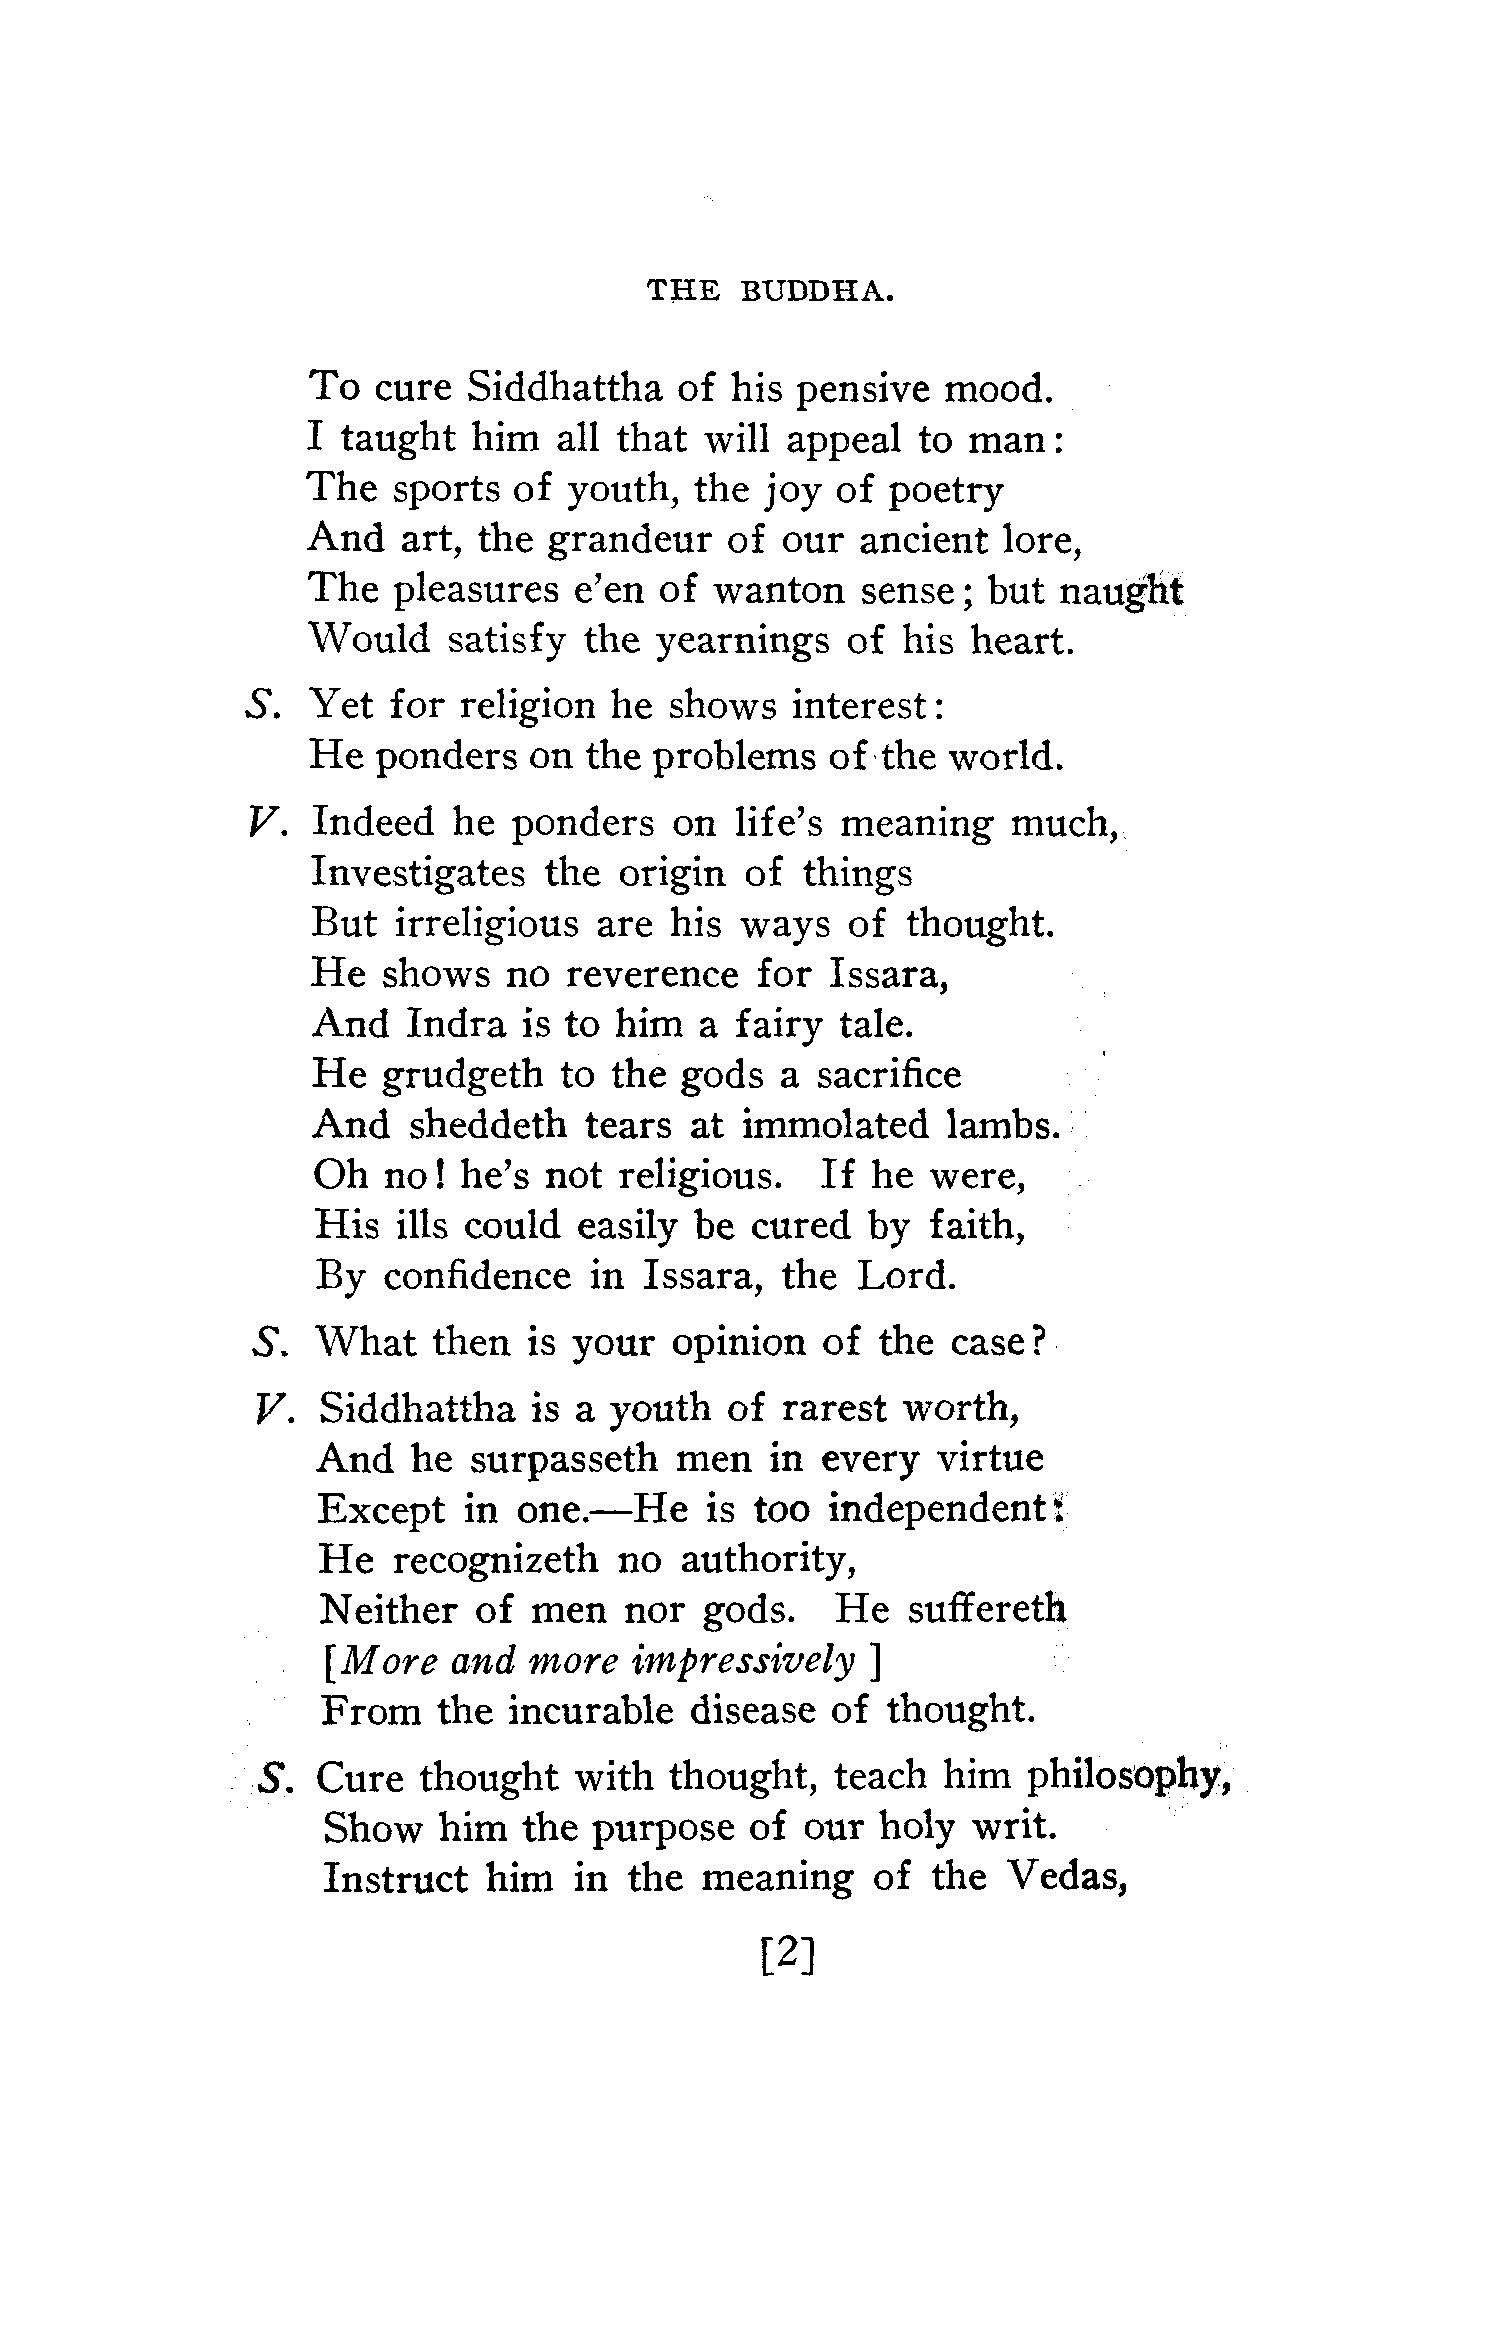 THE BUDDHA.
To cure Siddhattha of his pensive mood.
I taught him all that will appeal to man:
The sports of youth, the joy of poetry
And art, the grandeur of our ancient lore,
The pleasures e'en of wanton sense; but naught
Would satisfy the yearnings of his heart.
S. Yet for religion he shows interest:
He ponders on the problems of the world.
V. Indeed he ponders on life's meaning much,
Investigates the origin of things
But irreligious are his ways of thought.
He shows no reverence for Issara,
And Indra is to him a fairy tale.
He grudgeth to the gods a sacrifice
And sheddeth tears at immolated lambs.
Oh no! he's not religious. If he were,
His ills could easily be cured by faith,
By confidence in Issara, the Lord.
S. What then is your opinion of the case?
V. Siddhattha is a youth of rarest worth,
And he surpasseth men in every virtue
Except in one.—He is too independent:
He recognizeth no authority,
Neither of men nor gods. He suffereth
[More and more impressively ]
From the incurable disease of thought.
S. Cure thought with thought, teach him philosophy,
Show him the purpose of our holy writ.
Instruct him in the meaning of the Vedas,
[2]